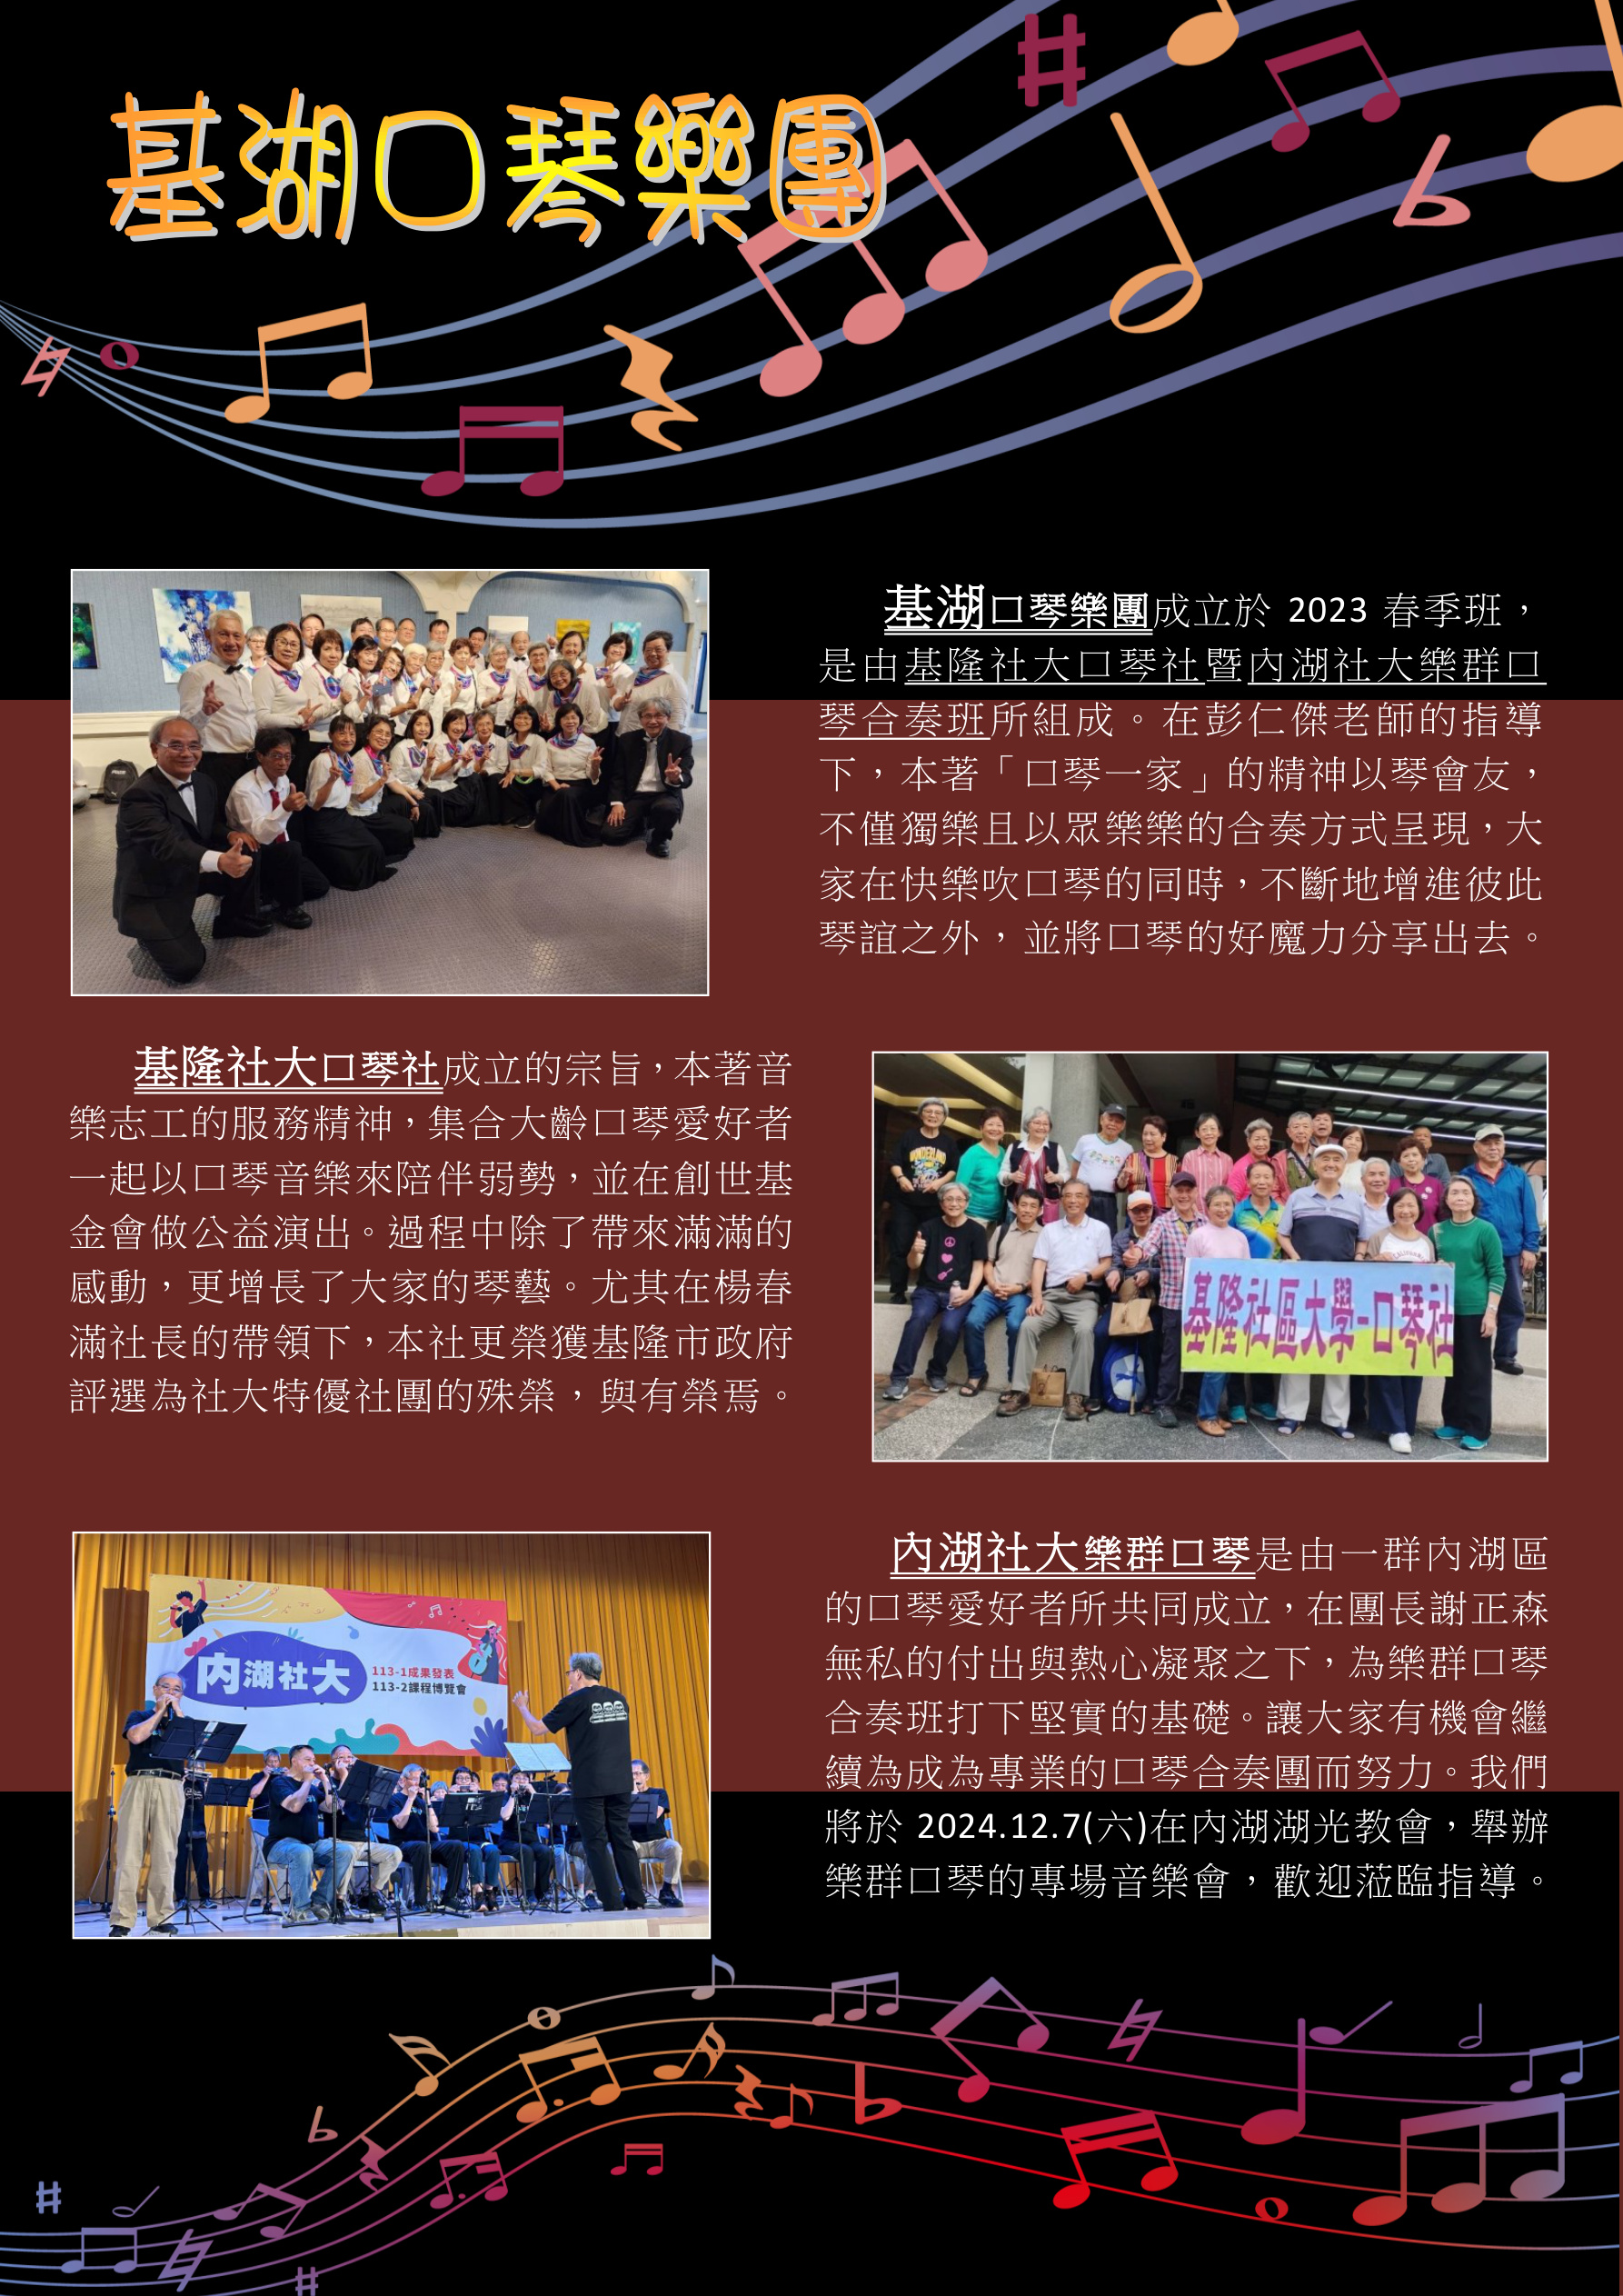 基湖口琴樂團
基湖口琴樂團成立於 2023 春季班，
是由基隆社大口琴社暨內湖社大樂群口
琴合奏班所組成。在彭仁傑老師的指導
下，本著「口琴一家」的精神以琴會友，
不僅獨樂且以眾樂樂的合奏方式呈現，大
家在快樂吹口琴的同時，不斷地增進彼此
琴誼之外，並將口琴的好魔力分享出去。
基隆社大口琴社成立的宗旨，本著音
樂志工的服務精神，集合大齡口琴愛好者
一起以口琴音樂來陪伴弱勢，並在創世基
金會做公益演出。過程中除了帶來滿滿的
感動，更增長了大家的琴藝。尤其在楊春
滿社長的帶領下，本社更榮獲基隆市政府
評選為社大特優社團的殊榮，與有榮焉。
基隆社區大學-口琴社
內湖社大
113-1成果發表
113-2課程博覽會
內湖社大樂群口琴是由一群內湖區
的口琴愛好者所共同成立，在團長謝正森
無私的付出與熱心凝聚之下，為樂群口琴
合奏班打下堅實的基礎。讓大家有機會繼
續為成為專業的口琴合奏團而努力。我們
將於 2024.12.7(六)在內湖湖光教會，舉辦
樂群口琴的專場音樂會，歡迎蒞臨指導。